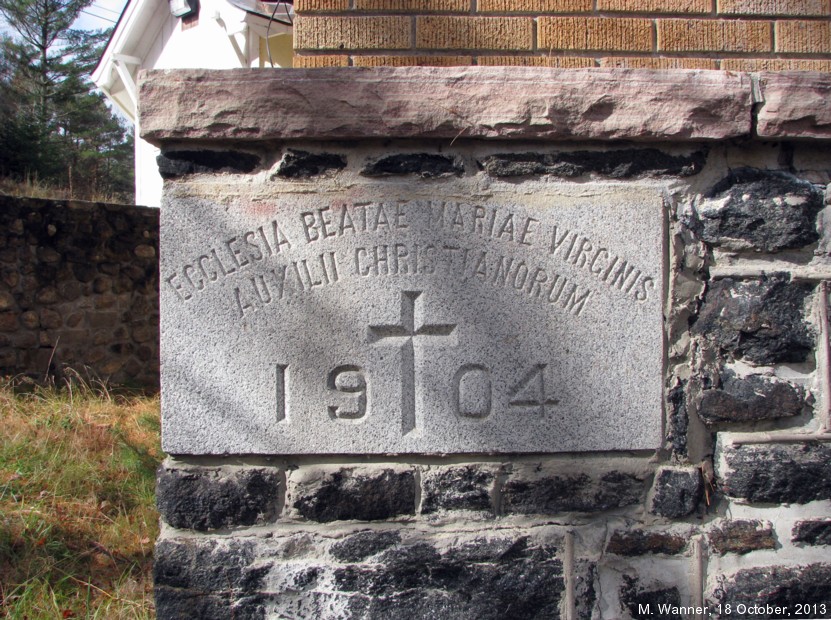 ECCLESIA BEATAE MARIAE VIRGINIS
AUXILII CHRISTIANORUM
1904
M. Wanner, 18 October, 2013